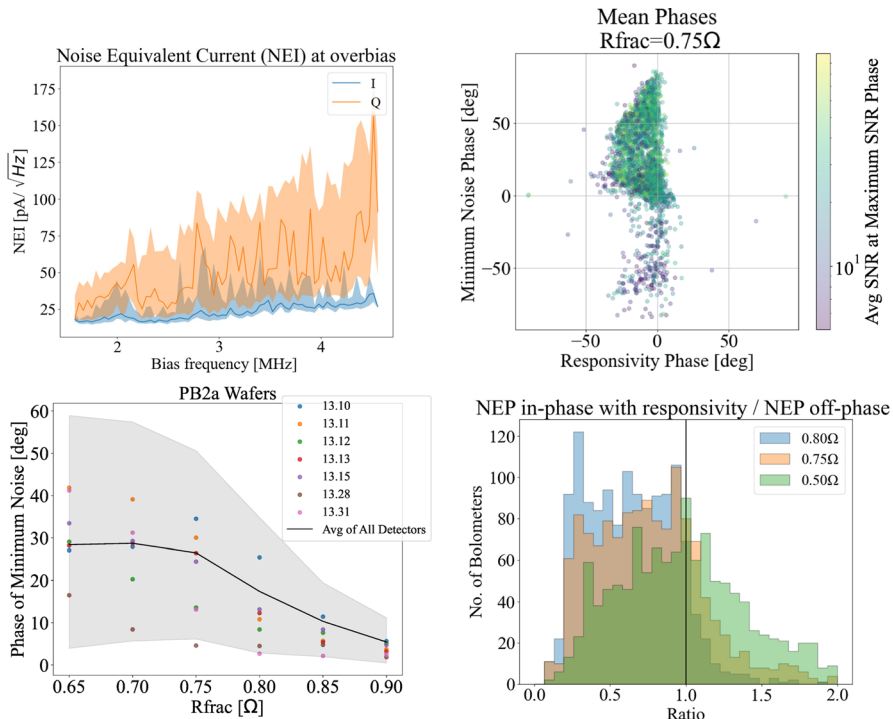 Noise Equivalent Current (NEI) at overbias
I
Q
175
150
125
100
75
50
25
NEI [pA/ √Hz]
2
3
4
Bias frequency [MHz]
Mean Phases
Rfrac=0.75Ω
50
0
−50
Minimum Noise Phase [deg]
−50
0
50
Responsivity Phase [deg]
10¹
Avg SNR at Maximum SNR Phase
PB2a Wafers
13.10
13.11
13.12
13.13
13.15
13.28
13.31
Avg of All Detectors
60
50
40
30
20
10
0
Phase of Minimum Noise [deg]
0.65
0.70
0.75
0.80
0.85
0.90
Rfrac [Ω]
NEP in-phase with responsivity / NEP off-phase
0.80Ω
0.75Ω
0.50Ω
120
100
80
60
40
20
0
No. of Bolometers
0.0
0.5
1.0
1.5
2.0
Ratio